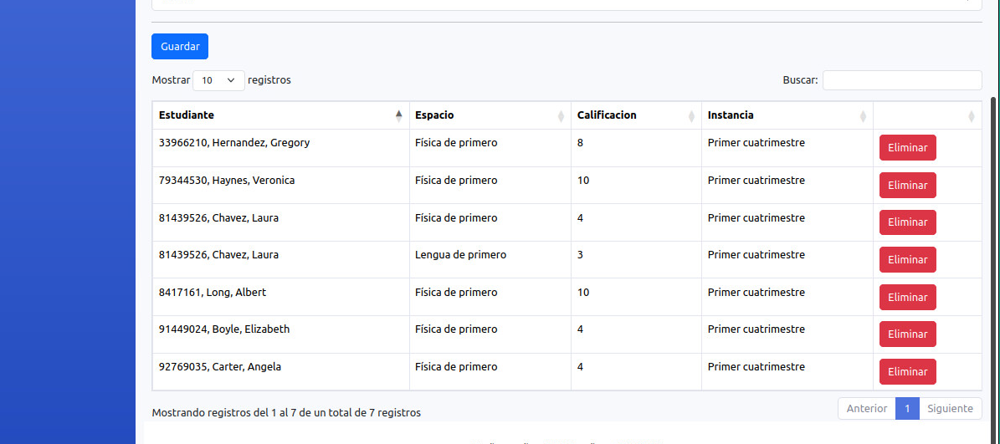 Guardar
Mostrar 10 registros Buscar:
Estudiante Espacio Calificacion Instancia
33966210, Hernandez, Gregory Física de primero 8 Primer cuatrimestre Eliminar
79344530, Haynes, Veronica Física de primero 10 Primer cuatrimestre Eliminar
81439526, Chavez, Laura Física de primero 4 Primer cuatrimestre Eliminar
81439526, Chavez, Laura Lengua de primero 3 Primer cuatrimestre Eliminar
8417161, Long, Albert Física de primero 10 Primer cuatrimestre Eliminar
91449024, Boyle, Elizabeth Física de primero 4 Primer cuatrimestre Eliminar
92769035, Carter, Angela Física de primero 4 Primer cuatrimestre Eliminar
Mostrando registros del 1 al 7 de un total de 7 registros Anterior 1 Siguiente